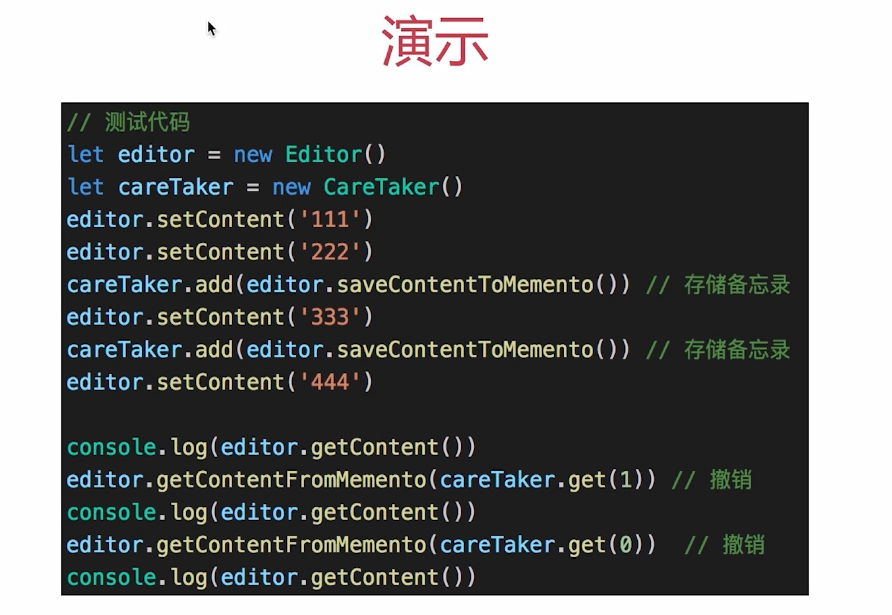 演示
// 测试代码
let editor = new Editor()
let careTaker = new CareTaker()
editor.setContent('111')
editor.setContent('222')
careTaker.add(editor.saveContentToMemento()) // 存储备忘录
editor.setContent('333')
careTaker.add(editor.saveContentToMemento()) // 存储备忘录
editor.setContent('444')
console.log(editor.getContent())
editor.getContentFromMemento(careTaker.get(1)) // 撤销
console.log(editor.getContent())
editor.getContentFromMemento(careTaker.get(0))  // 撤销
console.log(editor.getContent())